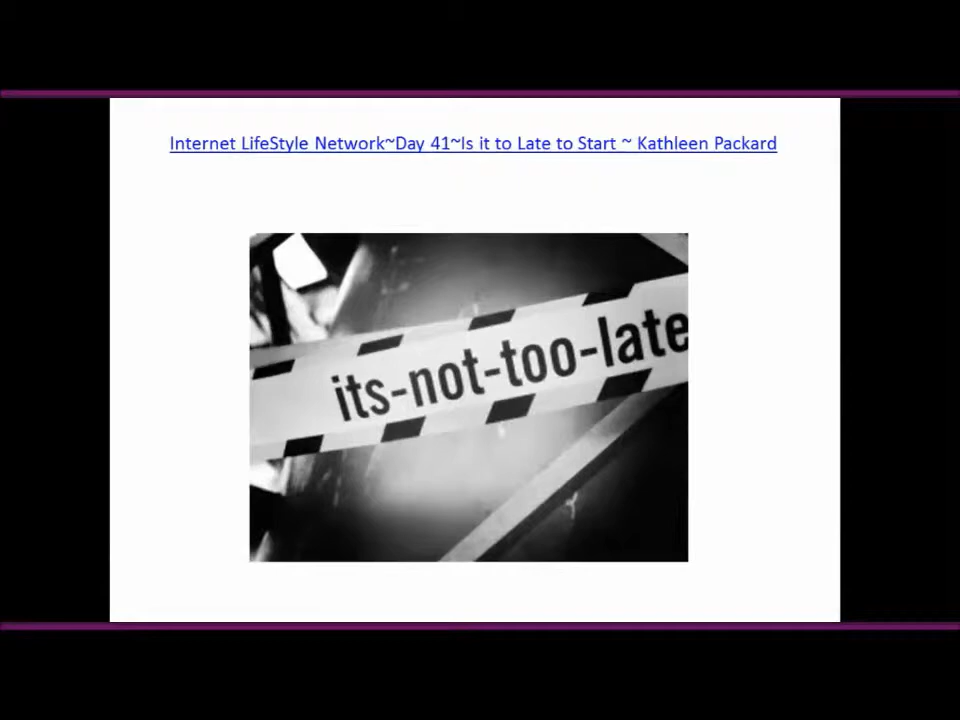 Internet LifeStyle Network~Day 41~Is it to Late to Start ~ Kathleen Packard
its-not-too-late